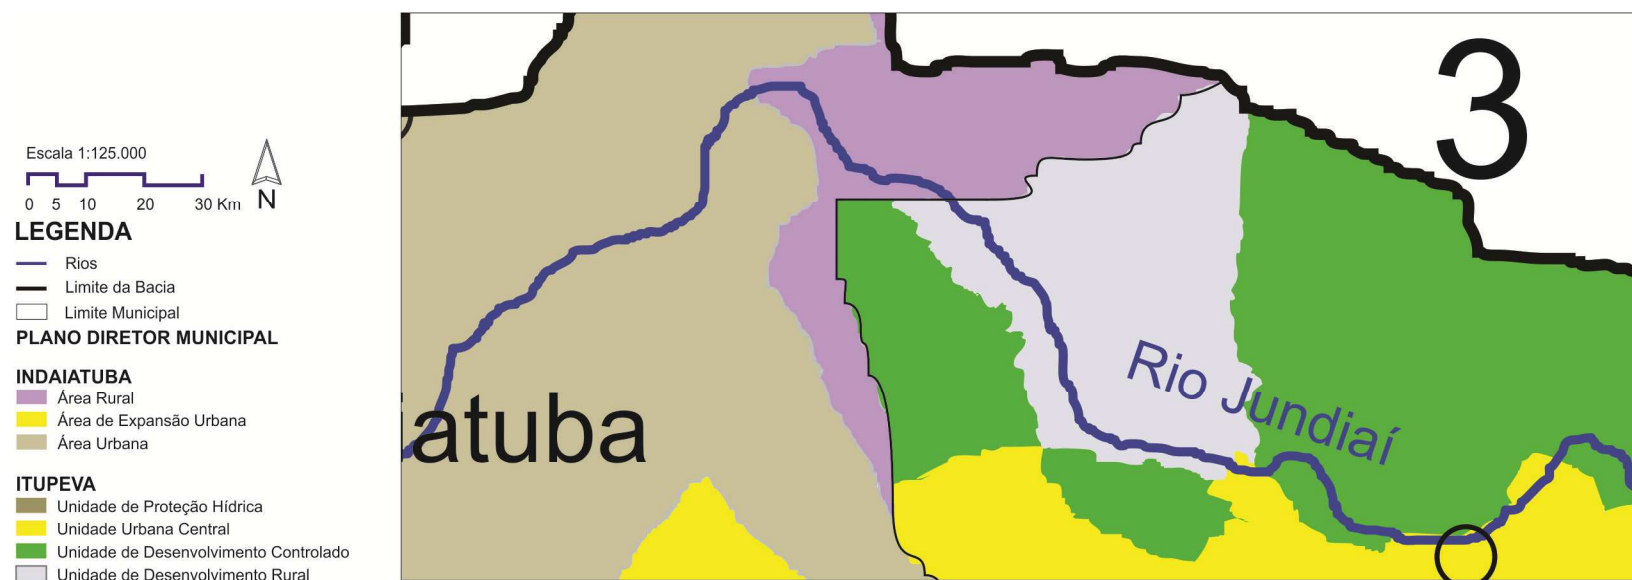 Escala 1:125.000
0 5 10 20 30 Km
N
LEGENDA
Rios
Limite da Bacia
Limite Municipal
PLANO DIRETOR MUNICIPAL
INDAIATUBA
Área Rural
Área de Expansão Urbana
Área Urbana
ITUPEVA
Unidade de Proteção Hídrica
Unidade Urbana Central
Unidade de Desenvolvimento Controlado
Unidade de Desenvolvimento Rural
3
Rio Jundiaí
iatuba